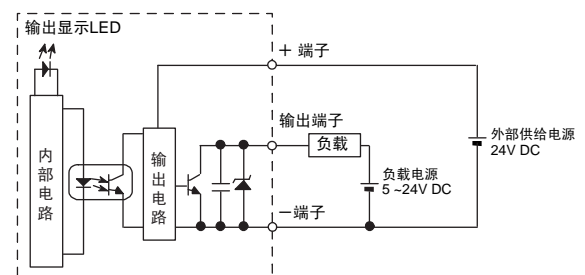 输出显示LED
＋ 端子
输出端子
负载
外部供给电源
24V DC
内部电路
输出电路
负载电源
5 ~24V DC
－端子